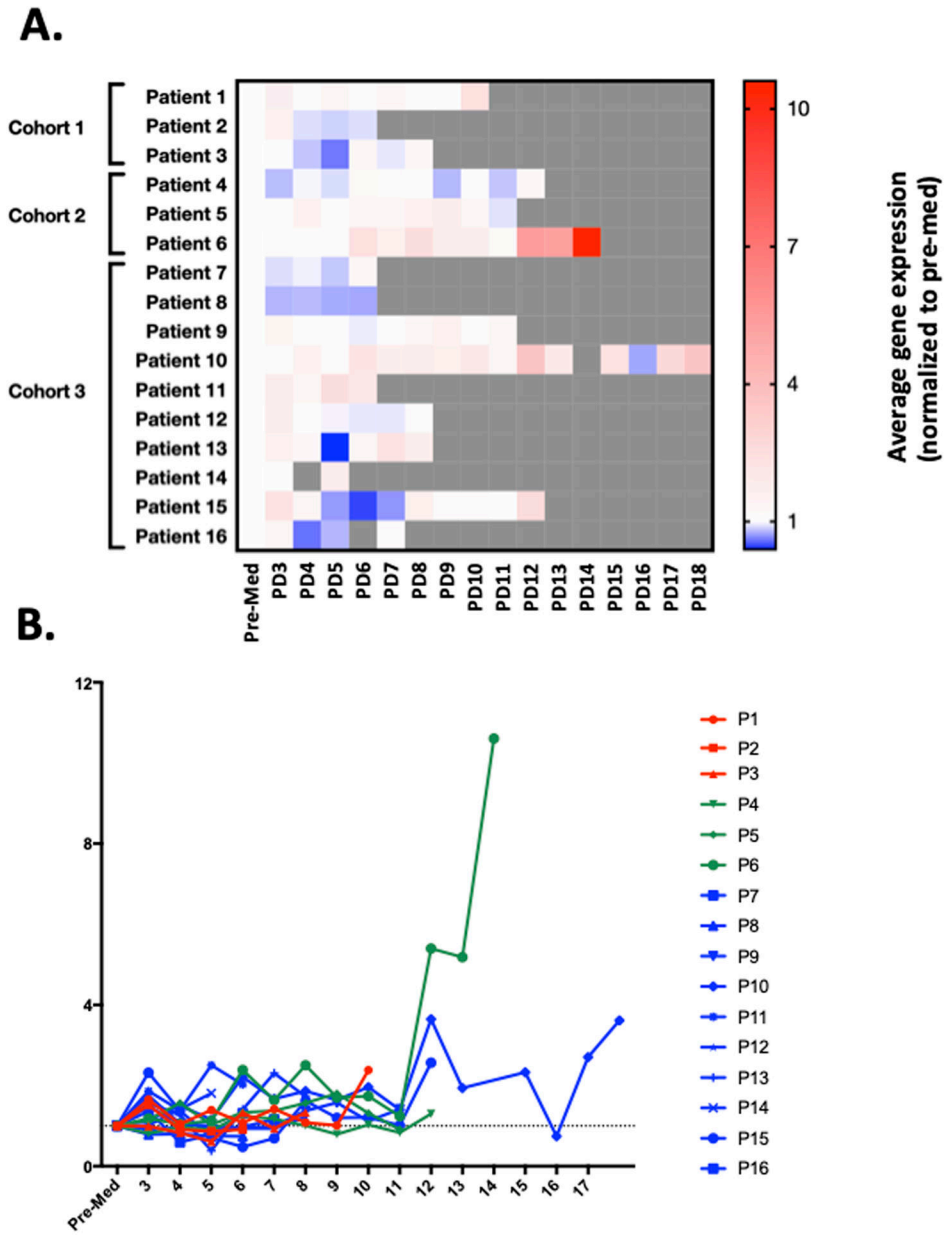 A.
Cohort 1
Cohort 2
Cohort 3
Patient 1
Patient 2
Patient 3
Patient 4
Patient 5
Patient 6
Patient 7
Patient 8
Patient 9
Patient 10
Patient 11
Patient 12
Patient 13
Patient 14
Patient 15
Patient 16
Pre-Med PD3 PD4 PD5 PD6 PD7 PD8 PD9 PD10 PD11 PD12 PD13 PD14 PD15 PD16 PD17 PD18
10
7
4
1
Average gene expression
(normalized to pre-med)
B.
12
8
4
0
Pre-Med 3 4 5 6 7 8 9 10 11 12 13 14 15 16 17
P1
P2
P3
P4
P5
P6
P7
P8
P9
P10
P11
P12
P13
P14
P15
P16